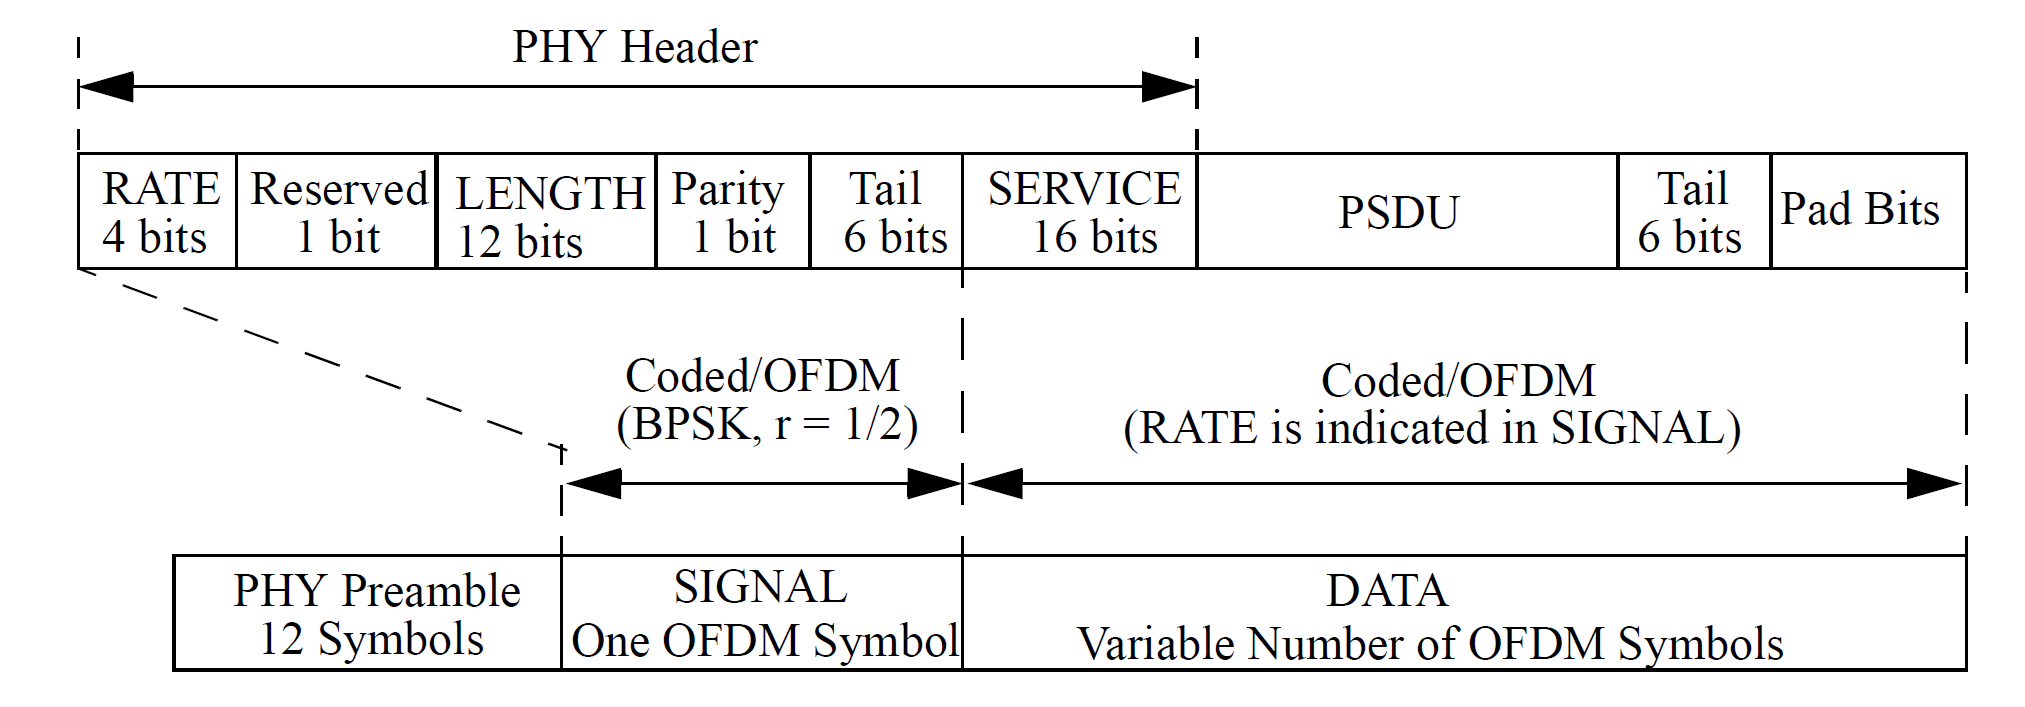 PHY Header
RATE
4 bits
Reserved
1 bit
LENGTH
12 bits
Parity
1 bit
Tail
6 bits
SERVICE
16 bits
PSDU
Tail
6 bits
Pad Bits
Coded/OFDM
(BPSK, r = 1/2)
Coded/OFDM
(RATE is indicated in SIGNAL)
PHY Preamble
12 Symbols
SIGNAL
One OFDM Symbol
DATA
Variable Number of OFDM Symbols